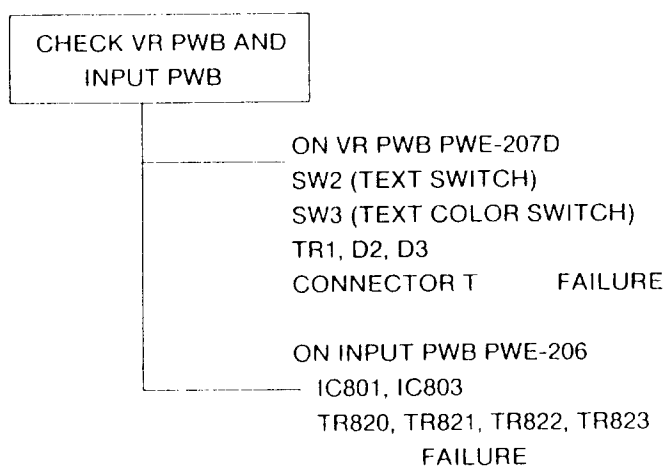 CHECK VR PWB AND
INPUT PWB
ON VR PWB PWE-207D
SW2 (TEXT SWITCH)
SW3 (TEXT COLOR SWITCH)
TR1, D2, D3
CONNECTOR T FAILURE
ON INPUT PWB PWE-206
IC801, IC803
TR820, TR821, TR822, TR823
FAILURE